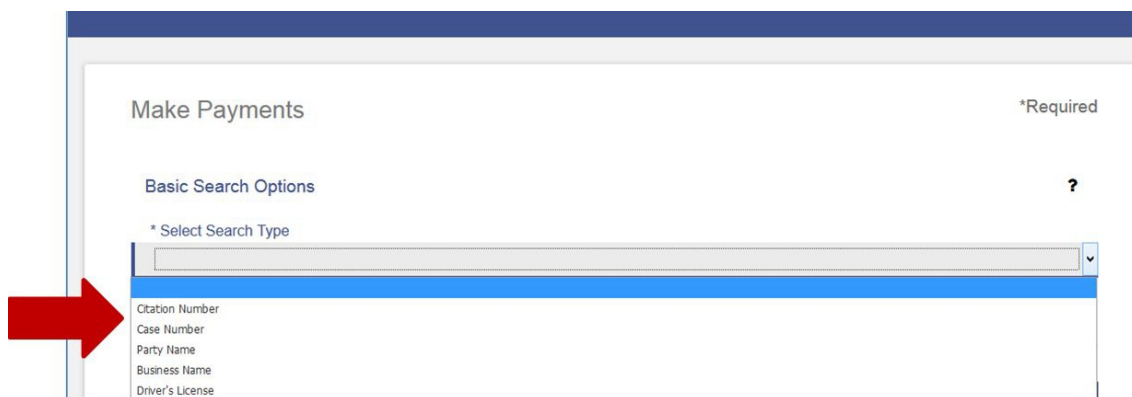 Make Payments
*Required
Basic Search Options
?
* Select Search Type
Citation Number
Case Number
Party Name
Business Name
Driver's License